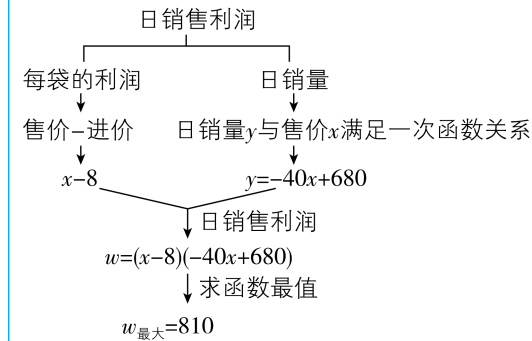 日销售利润
每袋的利润 日销量
售价-进价 日销量y与售价x满足一次函数关系
x-8 y=-40x+680
日销售利润
w=(x-8)(-40x+680)
求函数最值
w最大=810